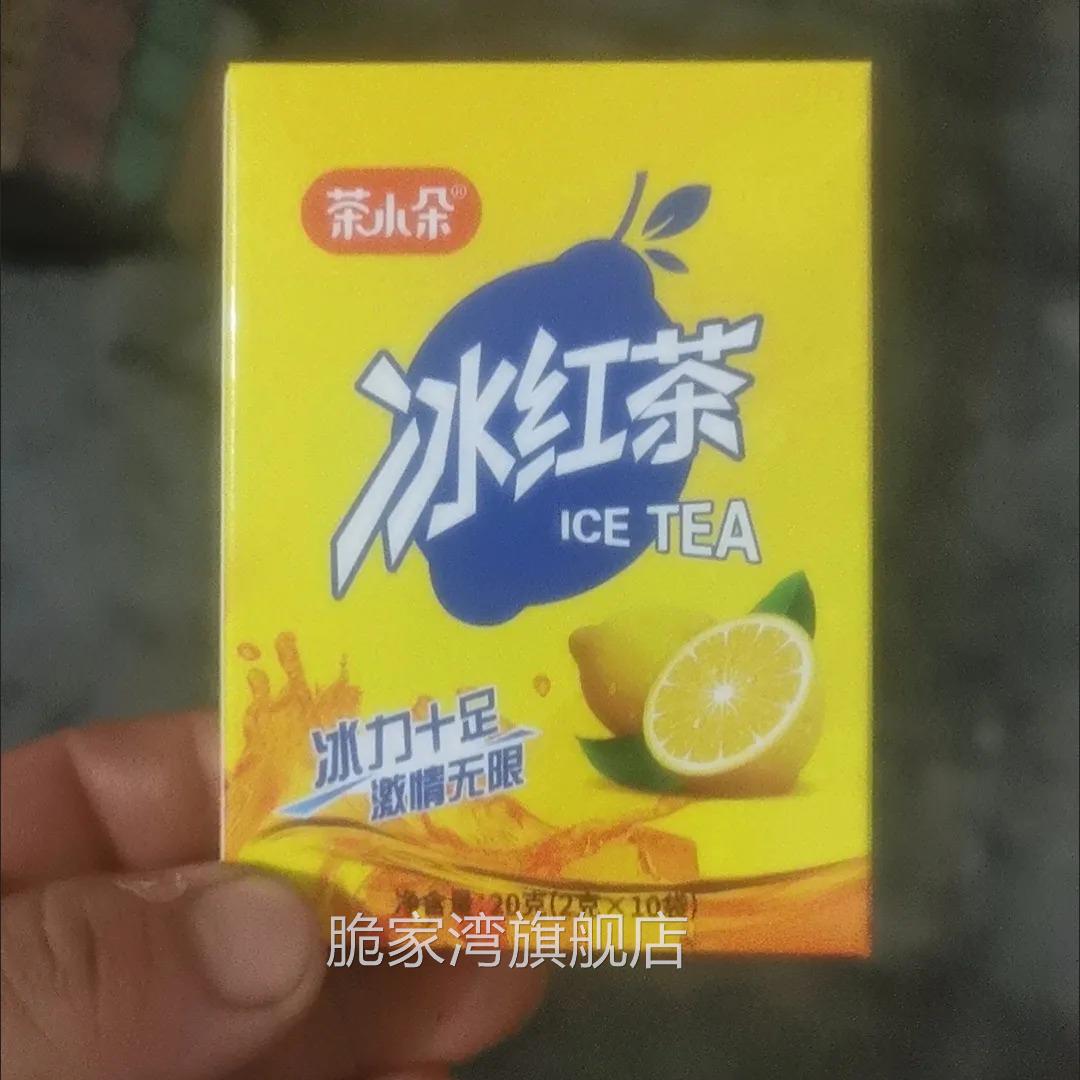 茶小朵
冰红茶
ICE TEA
冰力十足
激情无限
净含量:20克(2克×10袋)
脆家湾旗舰店